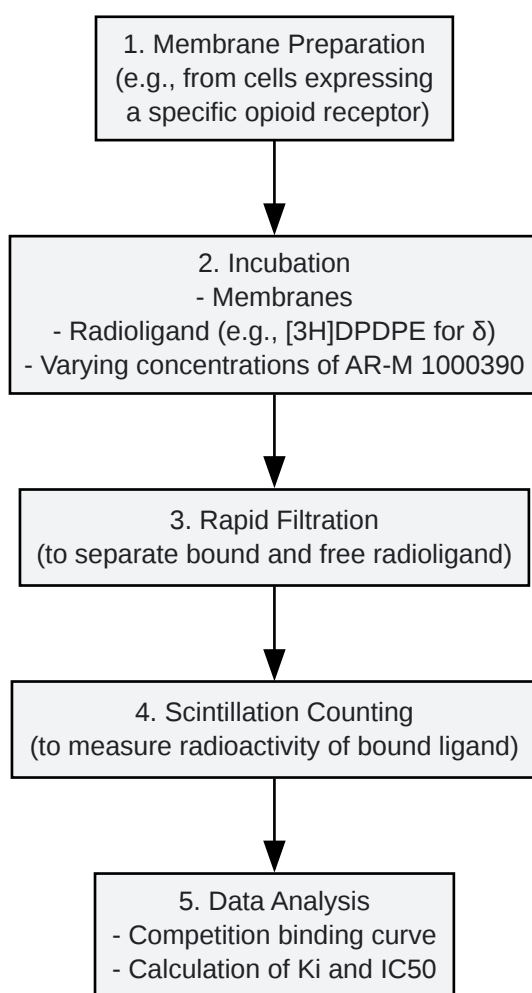 1. Membrane Preparation
(e.g., from cells expressing
a specific opioid receptor)
2. Incubation
- Membranes
- Radioligand (e.g., [3H]DPDPE for δ)
- Varying concentrations of AR-M 1000390
3. Rapid Filtration
(to separate bound and free radioligand)
4. Scintillation Counting
(to measure radioactivity of bound ligand)
5. Data Analysis
- Competition binding curve
- Calculation of Ki and IC50